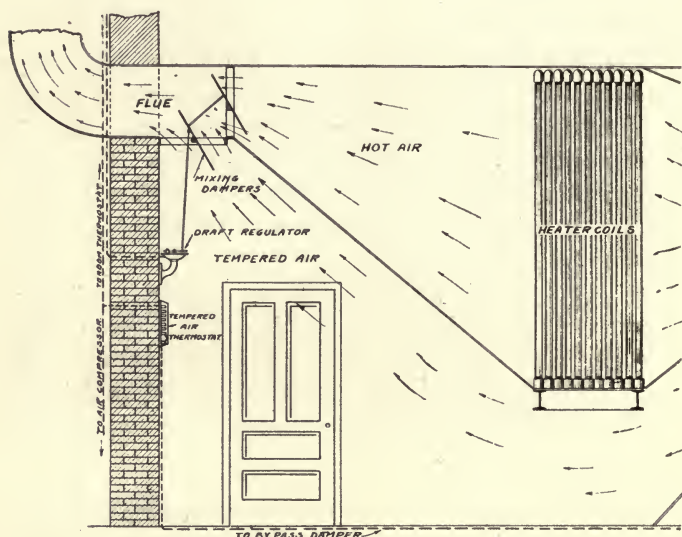 FLUE
HOT AIR
MIXING
DAMPERS
HEATER COILS
DRAFT REGULATOR
TEMPERED AIR
TEMPERED
AIR
THERMOSTAT
TO AIR COMPRESSOR
TO ROOM THERMOSTAT
TO BY PASS DAMPER